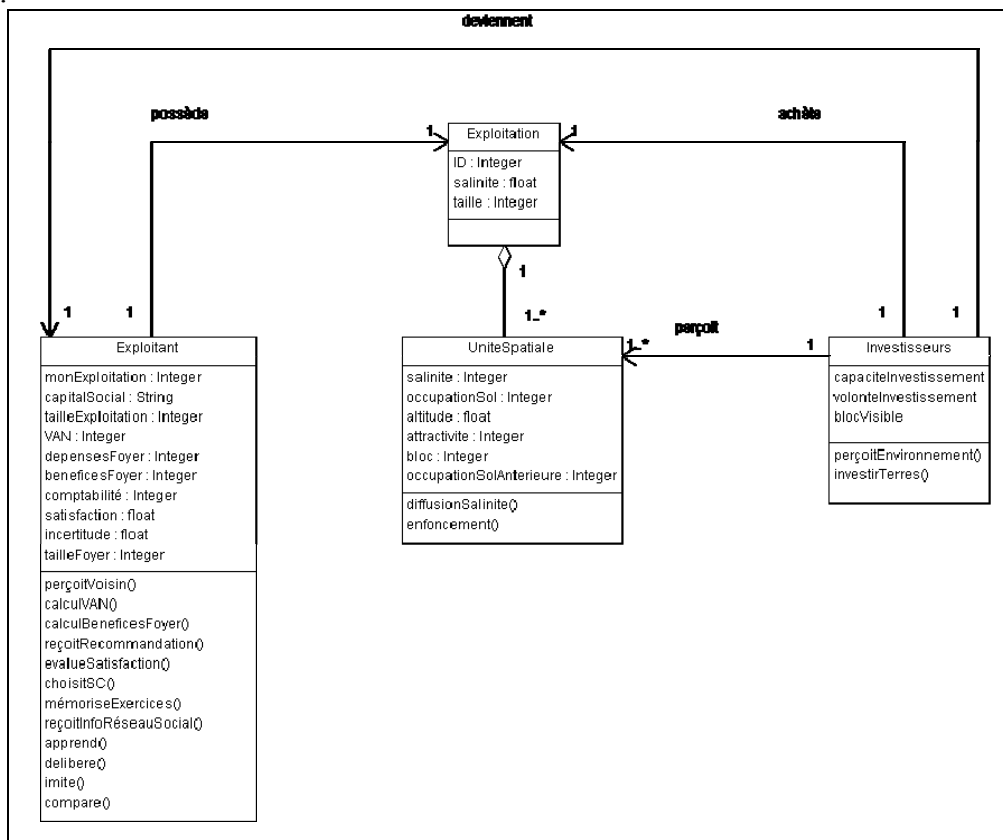 deviennent
possède
achète
1
1
Exploitation
ID : Integer
salinite : float
taille : Integer
1
1..*
1
1
1
1
perçoit
1..*
1
Exploitant
monExploitation : Integer
capitalSocial : String
tailleExploitation : Integer
VAN : Integer
depensesFoyer : Integer
beneficesFoyer : Integer
comptabilité : Integer
satisfaction : float
incertitude : float
tailleFoyer : Integer
perçoitVoisin()
calculVAN()
calculBeneficesFoyer()
reçoitRecommandation()
evalueSatisfaction()
choisitSC()
mémoriseExercices()
reçoitInfoRéseauSocial()
apprend()
delibere()
imite()
compare()
UniteSpatiale
salinite : Integer
occupationSol : Integer
altitude : float
attractivite : Integer
bloc : Integer
occupationSolAnterieure : Integer
diffusionSalinite()
enfoncement()
Investisseurs
capaciteInvestissement
volonteInvestissement
blocVisible
perçoitEnvironnement()
investirTerres()